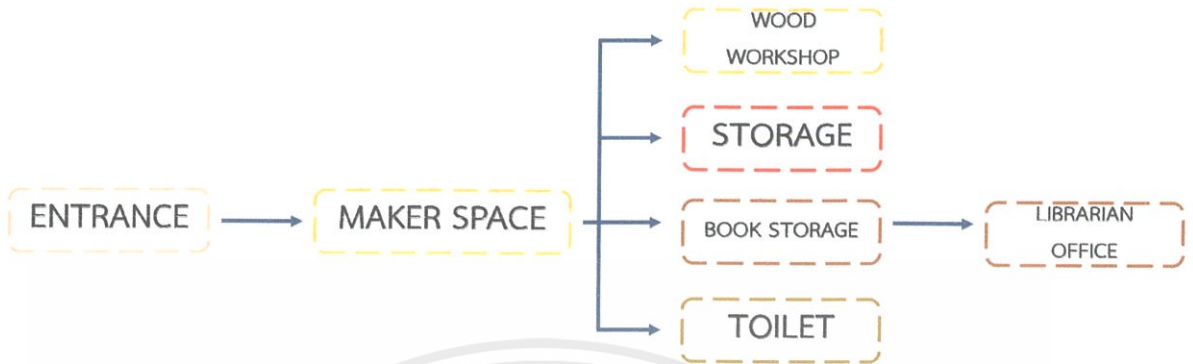 WOOD
WORKSHOP
STORAGE
ENTRANCE
MAKER SPACE
BOOK STORAGE
LIBRARIAN
OFFICE
TOILET